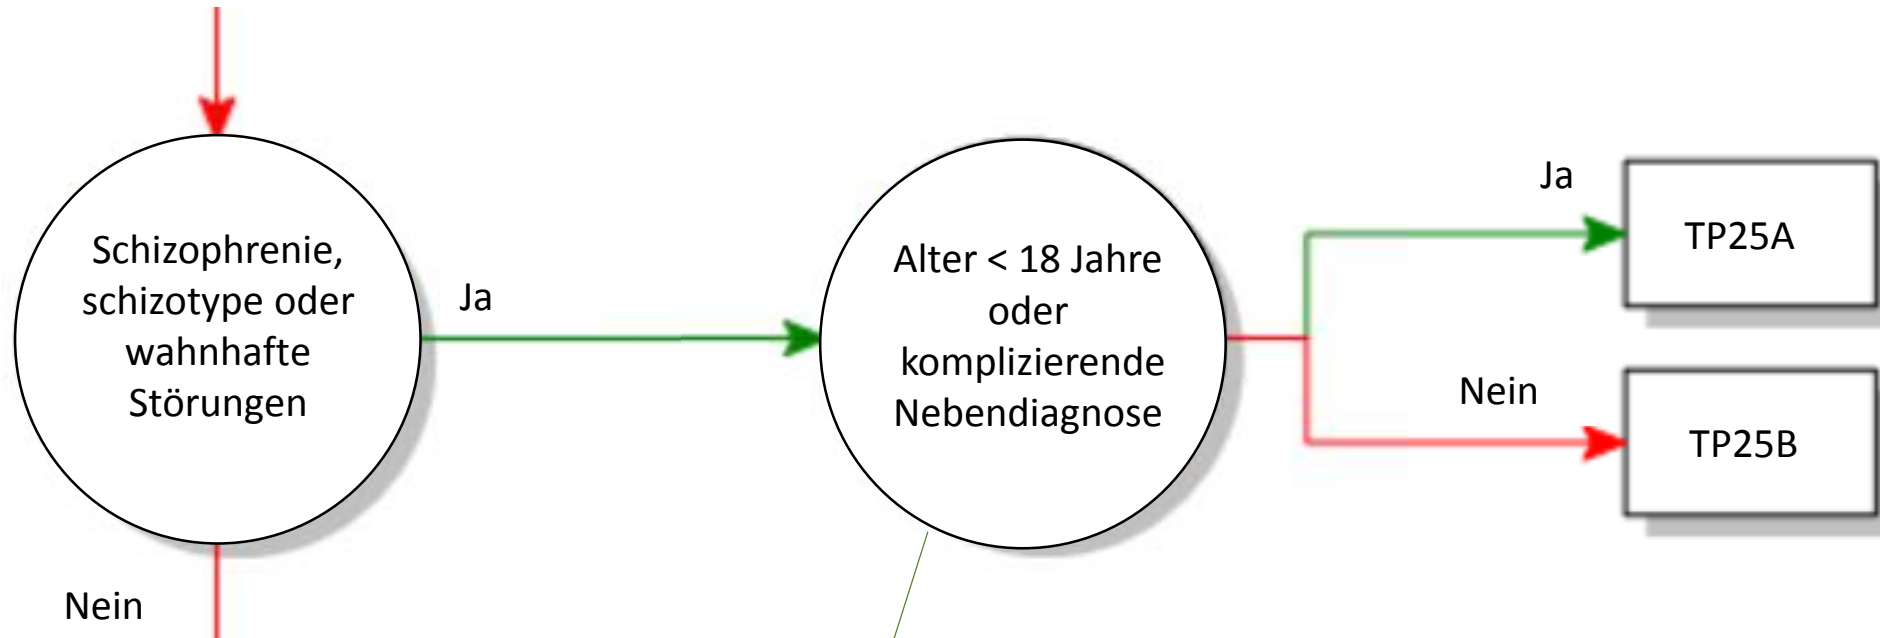 Schizophrenie,
schizotype oder
wahnhafte
Störungen
Ja
Nein
Alter < 18 Jahre
oder
komplizierende
Nebendiagnose
Ja
TP25A
Nein
TP25B